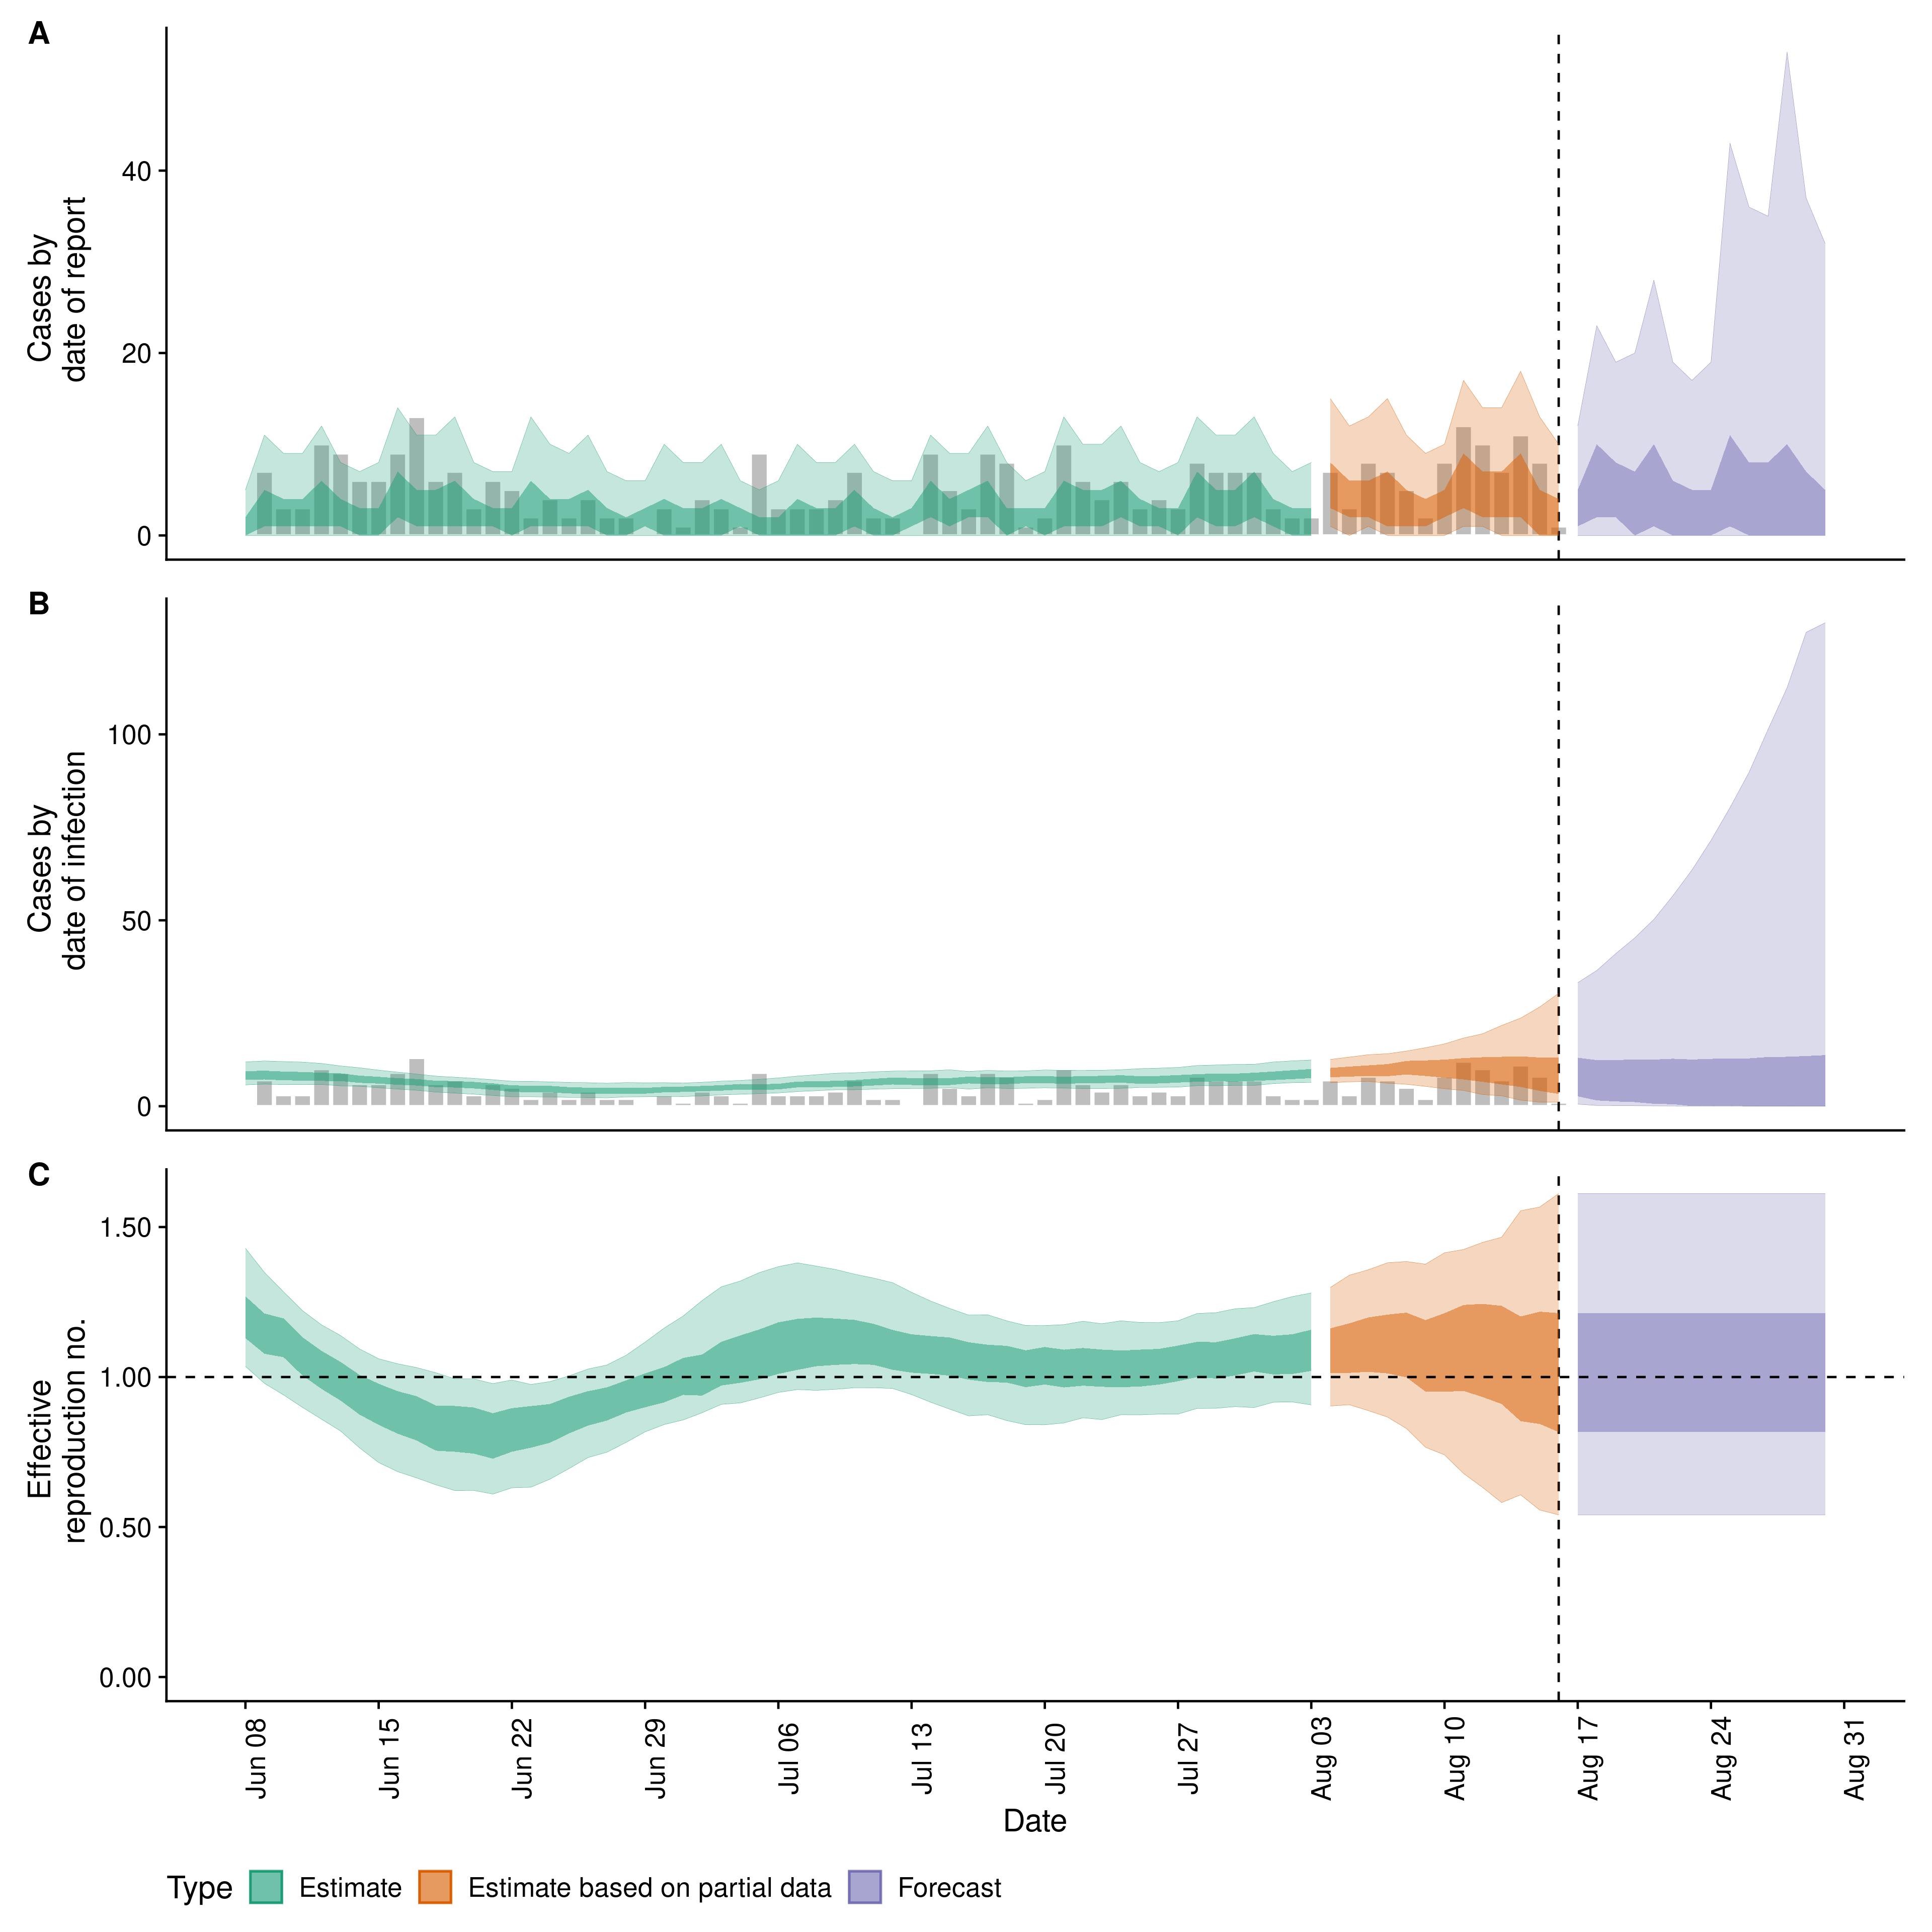 A
Cases by
date of report
40
20
0
B
Cases by
date of infection
100
50
0
C
Effective
reproduction no.
1.50
1.00
0.50
0.00
Jun 08
Jun 15
Jun 22
Jun 29
Jul 06
Jul 13
Jul 20
Jul 27
Aug 03
Aug 10
Aug 17
Aug 24
Aug 31
Date
Type Estimate Estimate based on partial data Forecast